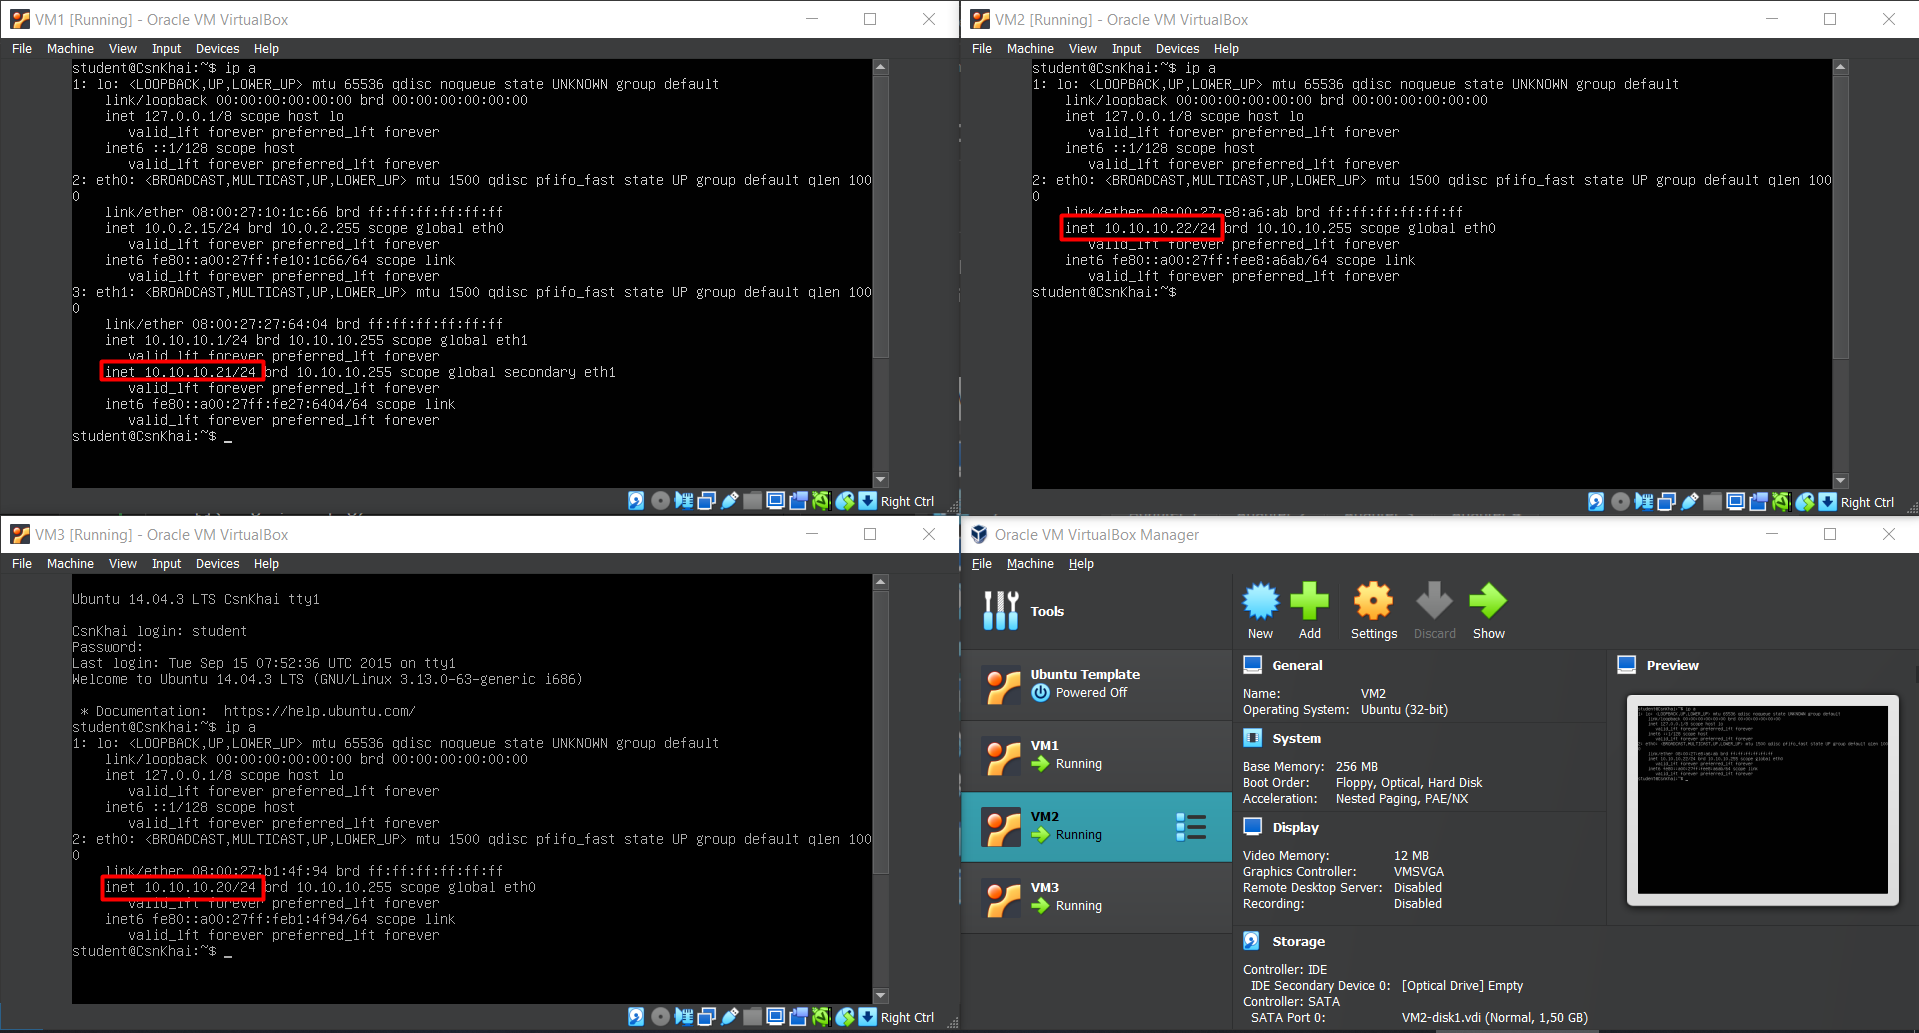 VM1 [Running] - Oracle VM VirtualBox
File Machine View Input Devices Help
student@CsnKhai:~$ ip a
1: lo: <LOOPBACK,UP,LOWER_UP> mtu 65536 qdisc noqueue state UNKNOWN group default
link/loopback 00:00:00:00:00:00 brd 00:00:00:00:00:00
inet 127.0.0.1/8 scope host lo
valid_lft forever preferred_lft forever
inet6 ::1/128 scope host
valid_lft forever preferred_lft forever
2: eth0: <BROADCAST,MULTICAST,UP,LOWER_UP> mtu 1500 qdisc pfifo_fast state UP group default qlen 100
0
link/ether 08:00:27:10:1c:66 brd ff:ff:ff:ff:ff:ff
inet 10.0.2.15/24 brd 10.0.2.255 scope global eth0
valid_lft forever preferred_lft forever
inet6 fe80::a00:27ff:fe10:1c66/64 scope link
valid_lft forever preferred_lft forever
3: eth1: <BROADCAST,MULTICAST,UP,LOWER_UP> mtu 1500 qdisc pfifo_fast state UP group default qlen 100
0
link/ether 08:00:27:27:64:04 brd ff:ff:ff:ff:ff:ff
inet 10.10.10.1/24 brd 10.10.10.255 scope global eth1
valid_lft forever preferred_lft forever
inet 10.10.10.21/24 brd 10.10.10.255 scope global secondary eth1
valid_lft forever preferred_lft forever
inet6 fe80::a00:27ff:fe27:6404/64 scope link
valid_lft forever preferred_lft forever
student@CsnKhai:~$ _
Right Ctrl
VM2 [Running] - Oracle VM VirtualBox
File Machine View Input Devices Help
student@CsnKhai:~$ ip a
1: lo: <LOOPBACK,UP,LOWER_UP> mtu 65536 qdisc noqueue state UNKNOWN group default
link/loopback 00:00:00:00:00:00 brd 00:00:00:00:00:00
inet 127.0.0.1/8 scope host lo
valid_lft forever preferred_lft forever
inet6 ::1/128 scope host
valid_lft forever preferred_lft forever
2: eth0: <BROADCAST,MULTICAST,UP,LOWER_UP> mtu 1500 qdisc pfifo_fast state UP group default qlen 100
0
link/ether 08:00:27:e8:a6:ab brd ff:ff:ff:ff:ff:ff
inet 10.10.10.22/24 brd 10.10.10.255 scope global eth0
valid_lft forever preferred_lft forever
inet6 fe80::a00:27ff:fee8:a6ab/64 scope link
valid_lft forever preferred_lft forever
student@CsnKhai:~$
Right Ctrl
VM3 [Running] - Oracle VM VirtualBox
File Machine View Input Devices Help
Ubuntu 14.04.3 LTS CsnKhai tty1
CsnKhai login: student
Password:
Last login: Tue Sep 15 07:52:36 UTC 2015 on tty1
Welcome to Ubuntu 14.04.3 LTS (GNU/Linux 3.13.0-63-generic i686)
* Documentation: https://help.ubuntu.com/
student@CsnKhai:~$ ip a
1: lo: <LOOPBACK,UP,LOWER_UP> mtu 65536 qdisc noqueue state UNKNOWN group default
link/loopback 00:00:00:00:00:00 brd 00:00:00:00:00:00
inet 127.0.0.1/8 scope host lo
valid_lft forever preferred_lft forever
inet6 ::1/128 scope host
valid_lft forever preferred_lft forever
2: eth0: <BROADCAST,MULTICAST,UP,LOWER_UP> mtu 1500 qdisc pfifo_fast state UP group default qlen 100
0
link/ether 08:00:27:b1:4f:94 brd ff:ff:ff:ff:ff:ff
inet 10.10.10.20/24 brd 10.10.10.255 scope global eth0
valid_lft forever preferred_lft forever
inet6 fe80::a00:27ff:feb1:4f94/64 scope link
valid_lft forever preferred_lft forever
student@CsnKhai:~$ _
Right Ctrl
Oracle VM VirtualBox Manager
File Machine Help
Tools
Ubuntu Template
Powered Off
VM1
Running
VM2
Running
VM3
Running
New Add Settings Discard Show
General
Name: VM2
Operating System: Ubuntu (32-bit)
System
Base Memory: 256 MB
Boot Order: Floppy, Optical, Hard Disk
Acceleration: Nested Paging, PAE/NX
Display
Video Memory: 12 MB
Graphics Controller: VMSVGA
Remote Desktop Server: Disabled
Recording: Disabled
Storage
Controller: IDE
IDE Secondary Device 0: [Optical Drive] Empty
Controller: SATA
SATA Port 0: VM2-disk1.vdi (Normal, 1,50 GB)
Preview